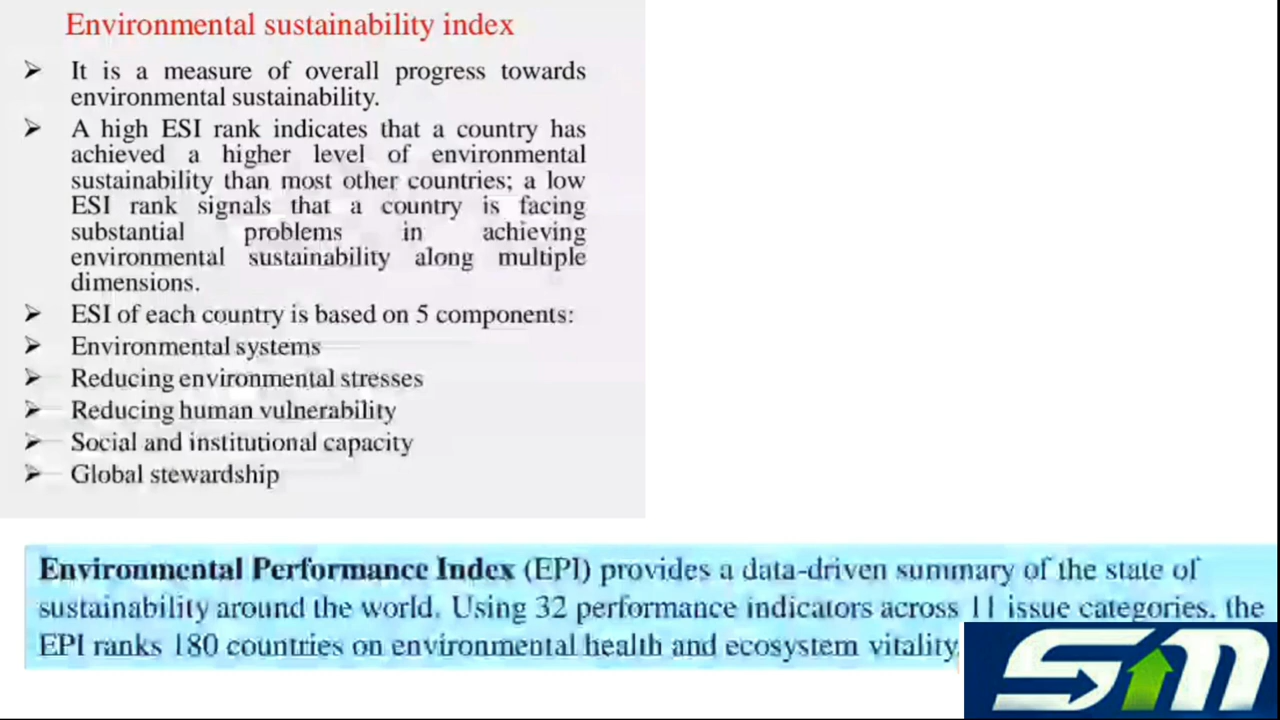 Environmental sustainability index
➢ It is a measure of overall progress towards
environmental sustainability.
➢ A high ESI rank indicates that a country has
achieved a higher level of environmental
sustainability than most other countries; a low
ESI rank signals that a country is facing
substantial problems in achieving
environmental sustainability along multiple
dimensions.
➢ ESI of each country is based on 5 components:
➢ Environmental systems
➢ Reducing environmental stresses
➢ Reducing human vulnerability
➢ Social and institutional capacity
➢ Global stewardship
Environmental Performance Index (EPI) provides a data-driven summary of the state of
sustainability around the world. Using 32 performance indicators across 11 issue categories, the
EPI ranks 180 countries on environmental health and ecosystem vitality.
SM